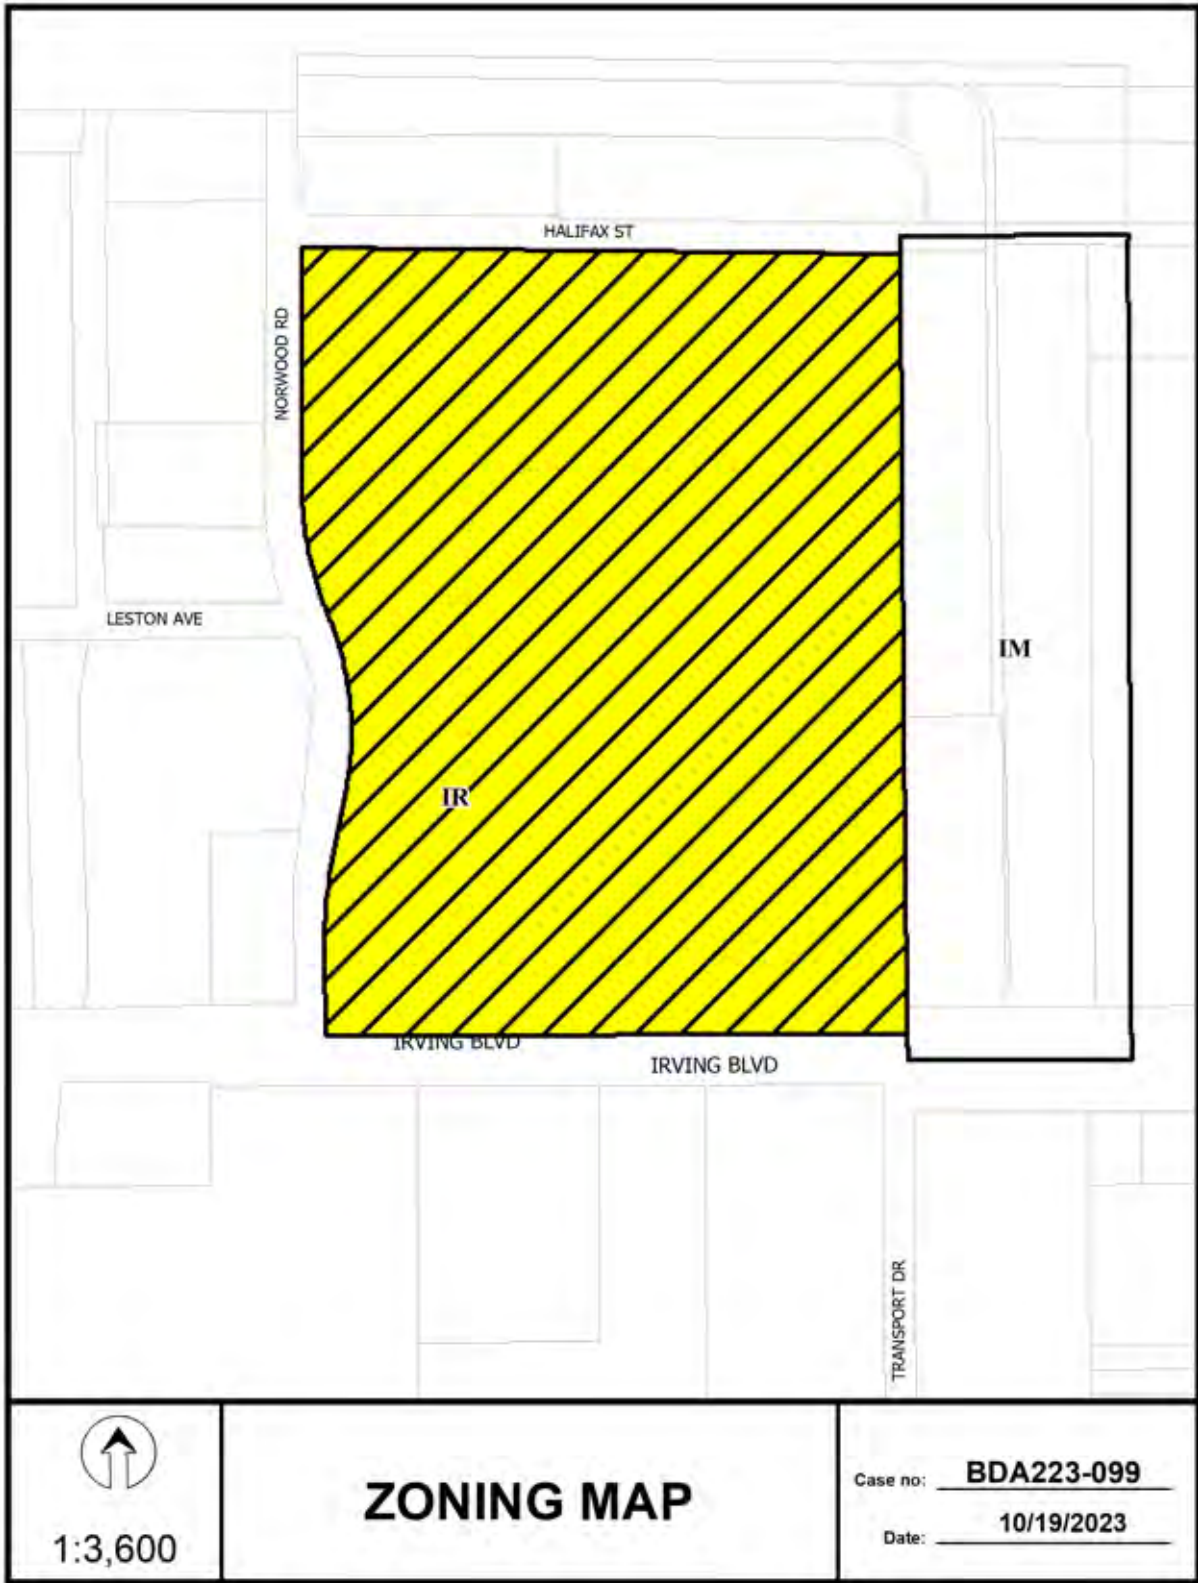 HALIFAX ST
NORWOOD RD
LESTON AVE
IM
IR
IRVING BLVD
IRVING BLVD
TRANSPORT DR
1:3,600
ZONING MAP
Case no: BDA223-099
Date: 10/19/2023